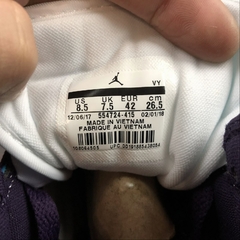 VY
US UK EUR cm
8.5 7.5 42 26.5
12/06/17 554724-415 02/01/18
MADE IN VIETNAM
FABRIQUE AU VIETNAM